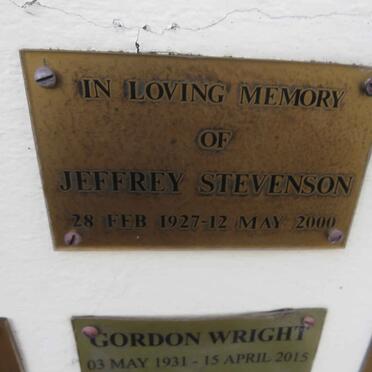 IN LOVING MEMORY
OF
JEFFREY STEVENSON
28 FEB 1927-12 MAY 2000
GORDON WRIGHT
03 MAY 1931 - 15 APRIL 2015